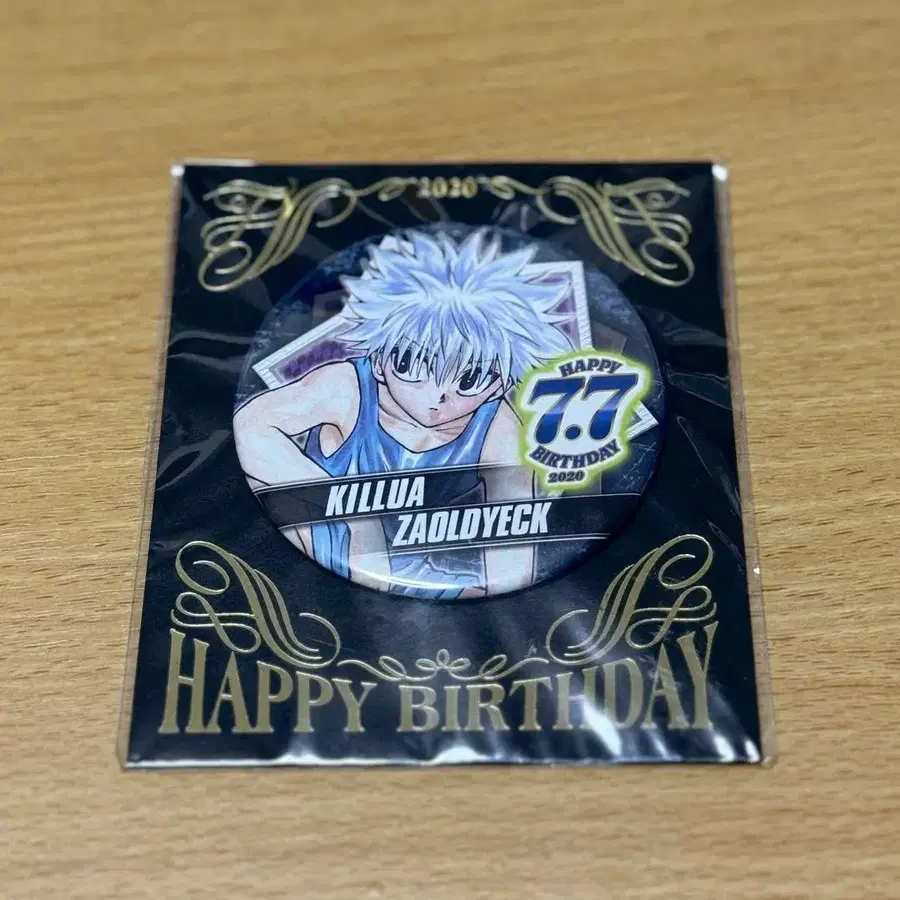 2020
HAPPY
7.7
BIRTHDAY
2020
KILLUA
ZAOLDYECK
HAPPY BIRTHDAY